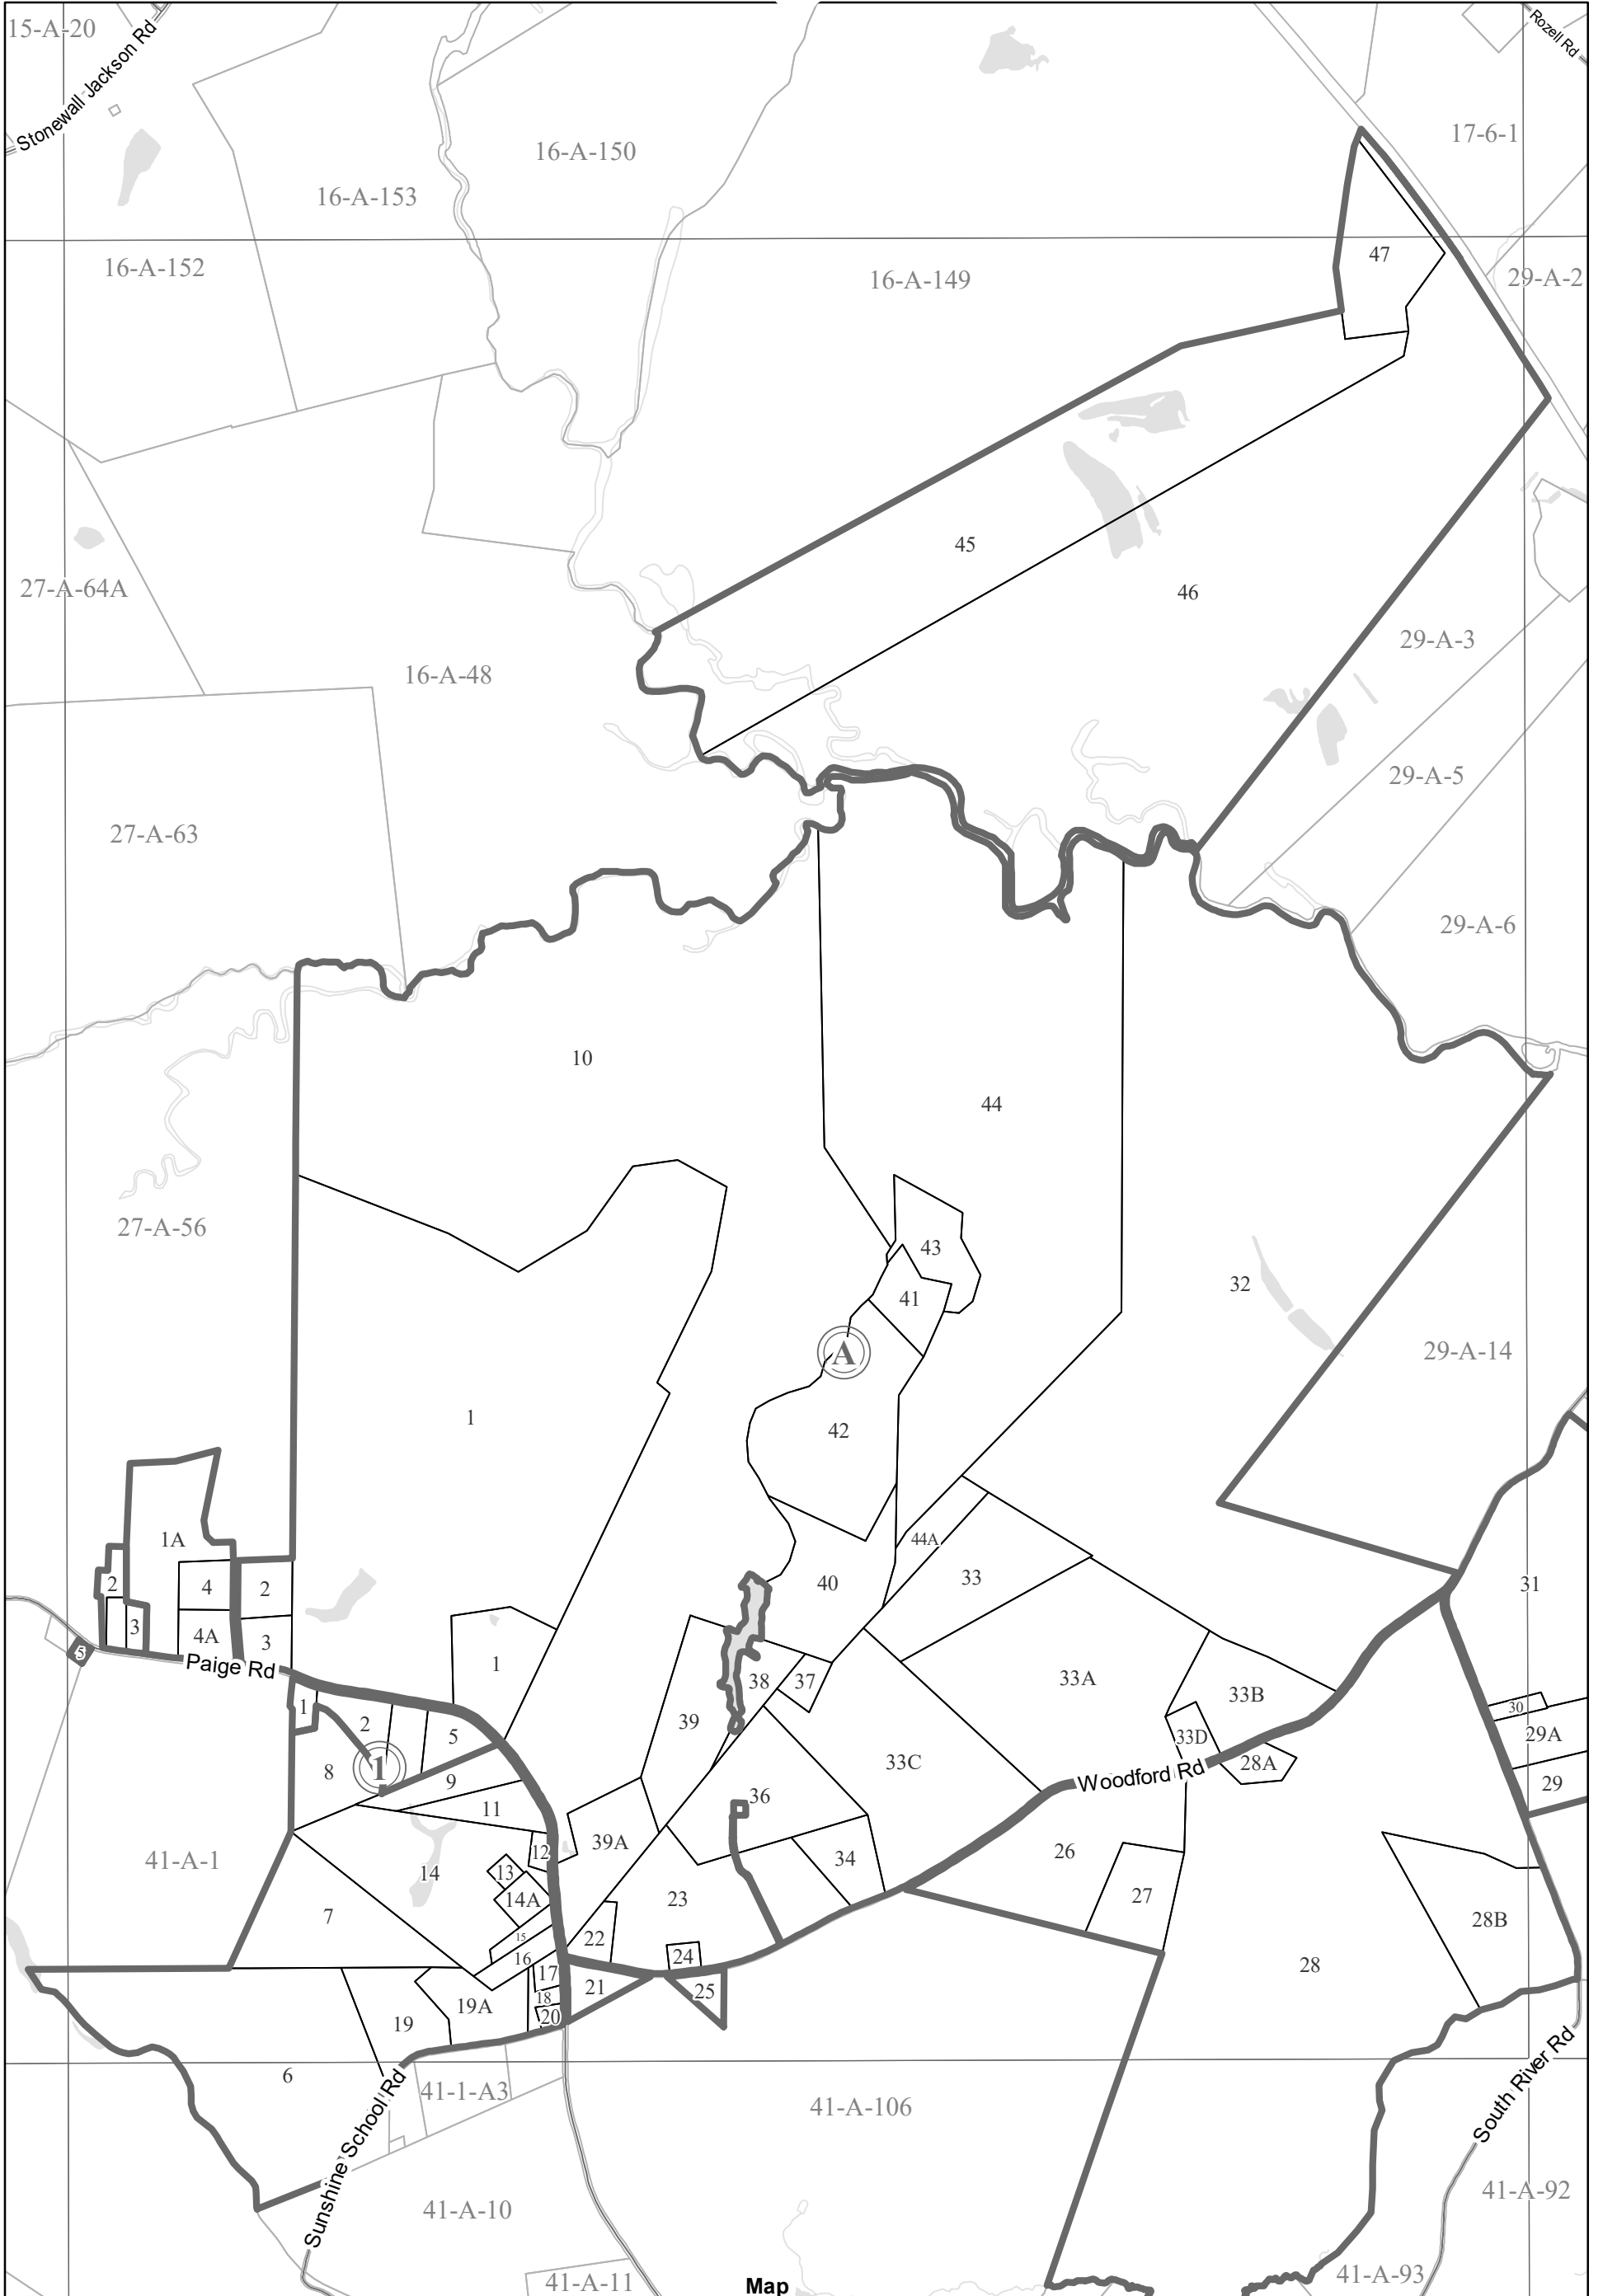 15-A-20
Stonewall Jackson Rd
Rozell Rd
17-6-1
16-A-150
16-A-153
47
16-A-152
16-A-149
29-A-2
45
46
27-A-64A
29-A-3
16-A-48
29-A-5
27-A-63
29-A-6
10
44
27-A-56
43
32
41
A
29-A-14
1
42
1A
44A
33
2
4
2
40
31
3
4A
3
5
Paige Rd
1
38
37
33A
33B
1
2
5
39
33D
30
29A
8
1
9
33C
28A
Woodford Rd
29
11
36
12
39A
26
41-A-1
14
13
34
14A
23
27
7
15
22
28B
16
24
28
17
21
25
18
19A
20
19
6
Sunshine School Rd
41-1-A3
41-A-106
South River Rd
41-A-10
41-A-92
41-A-11
Map
41-A-93